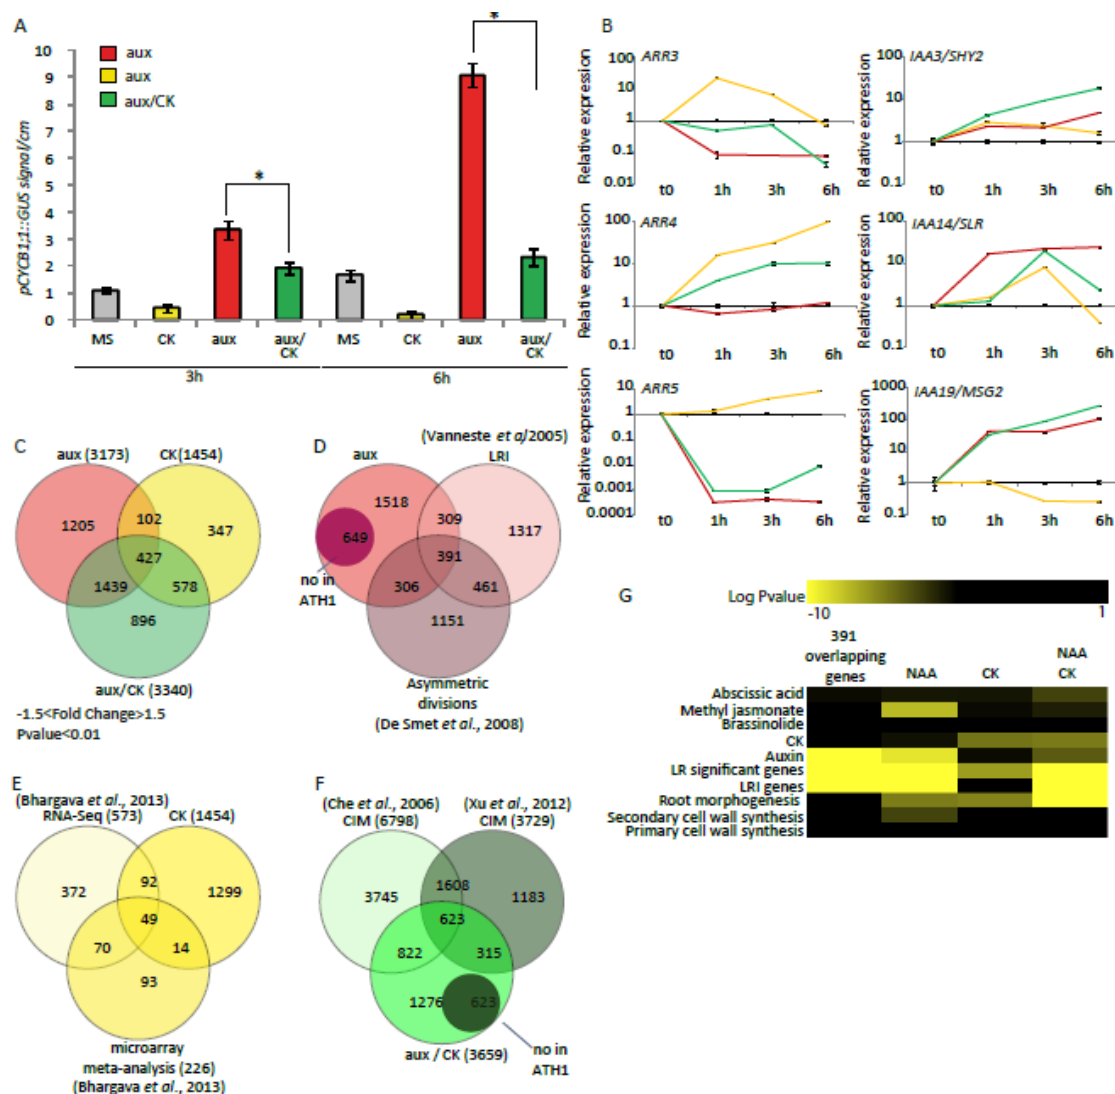 A
pCYCB1;1::GUS signal/cm
10
9
8
7
6
5
4
3
2
1
0
aux
aux
aux/CK
*
*
MS CK aux aux/CK MS CK aux aux/CK
3h 6h
B
ARR3
Relative expression
100
10
1
0.1
0.01
t0 1h 3h 6h
IAA3/SHY2
Relative expression
100
10
1
0.1
t0 1h 3h 6h
ARR4
Relative expression
100
10
1
0.1
t0 1h 3h 6h
IAA14/SLR
Relative expression
100
10
1
0.1
t0 1h 3h 6h
ARR5
Relative expression
10
1
0.1
0.01
0.001
0.0001
t0 1h 3h 6h
IAA19/MSG2
Relative expression
1000
100
10
1
0.1
t0 1h 3h 6h
C
aux (3173) CK(1454)
1205 102 347
427
1439 578
896
aux/CK (3340)
-1.5<Fold Change>1.5
Pvalue<0.01
D
(Vanneste et al 2005)
aux LRI
1518 309 1317
649
391
no in
ATH1
306 461
1151
Asymmetric
divisions
(De Smet et al., 2008)
E
(Bhargava et al., 2013)
RNA-Seq (573) CK (1454)
372 92 1299
49
70 14
93
microarray
meta-analysis (226)
(Bhargava et al., 2013)
F
(Che et al., 2006) (Xu et al., 2012)
CIM (6798) CIM (3729)
3745 1608 1183
623
822 315
1276 623
aux / CK (3659)
no in
ATH1
G
Log Pvalue
-10 1
391
overlapping
genes
NAA
CK
NAA
CK
Abscissic acid
Methyl jasmonate
Brassinolide
CK
Auxin
LR significant genes
LRI genes
Root morphogenesis
Secondary cell wall synthesis
Primary cell wall synthesis